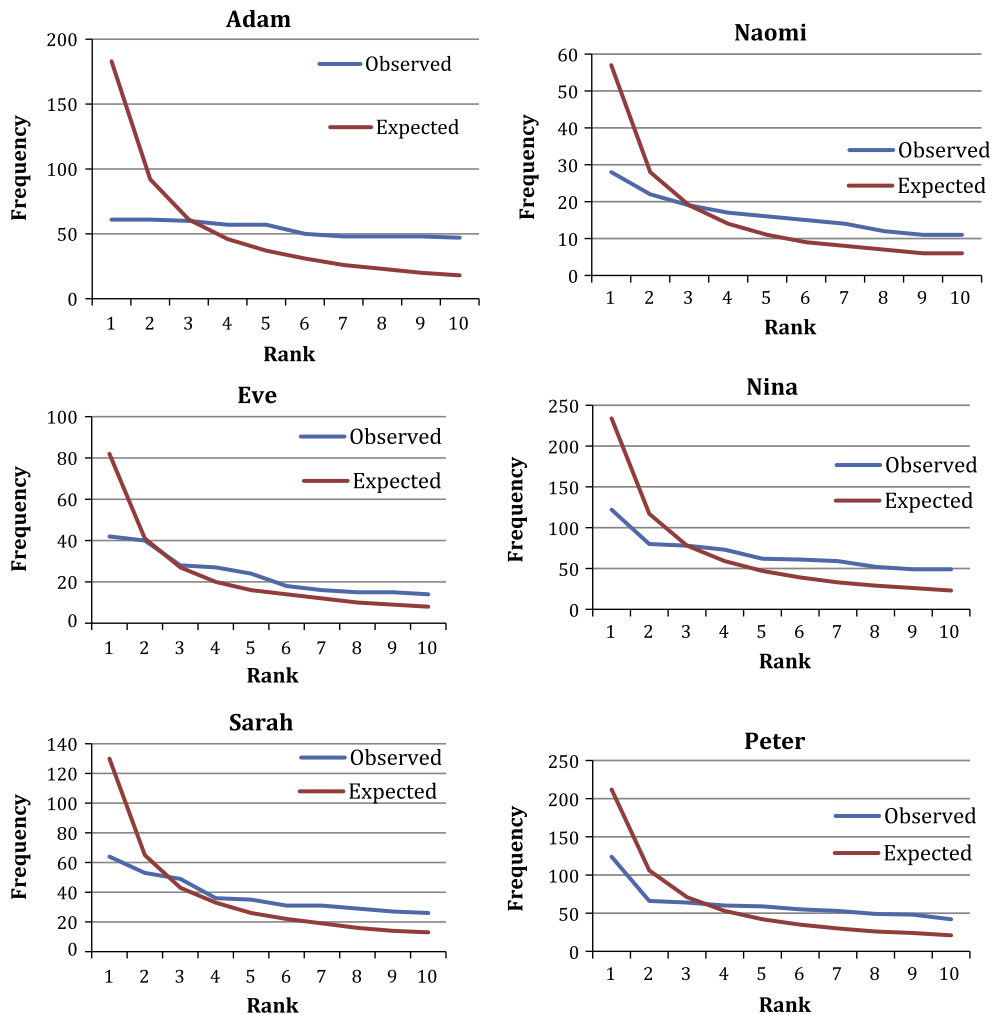 Adam
200
150
100
50
0
Frequency
Observed
Expected
1 2 3 4 5 6 7 8 9 10
Rank
Naomi
60
50
40
30
20
10
0
Frequency
Observed
Expected
1 2 3 4 5 6 7 8 9 10
Rank
Eve
100
80
60
40
20
0
Frequency
Observed
Expected
1 2 3 4 5 6 7 8 9 10
Rank
Nina
250
200
150
100
50
0
Frequency
Observed
Expected
1 2 3 4 5 6 7 8 9 10
Rank
Sarah
140
120
100
80
60
40
20
0
Frequency
Observed
Expected
1 2 3 4 5 6 7 8 9 10
Rank
Peter
250
200
150
100
50
0
Frequency
Observed
Expected
1 2 3 4 5 6 7 8 9 10
Rank